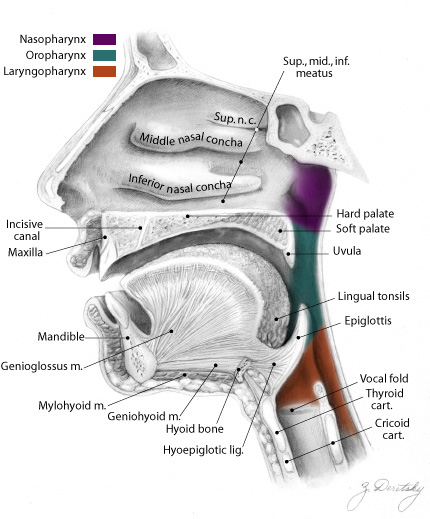 Nasopharynx
Oropharynx
Laryngopharynx
Sup., mid., inf.
meatus
Sup. n. c.
Middle nasal concha
Inferior nasal concha
Incisive
canal
Maxilla
Hard palate
Soft palate
Uvula
Lingual tonsils
Epiglottis
Mandible
Genioglossus m.
Mylohyoid m.
Geniohyoid m.
Hyoid bone
Hyoepiglotic lig.
Vocal fold
Thyroid
cart.
Cricoid
cart.